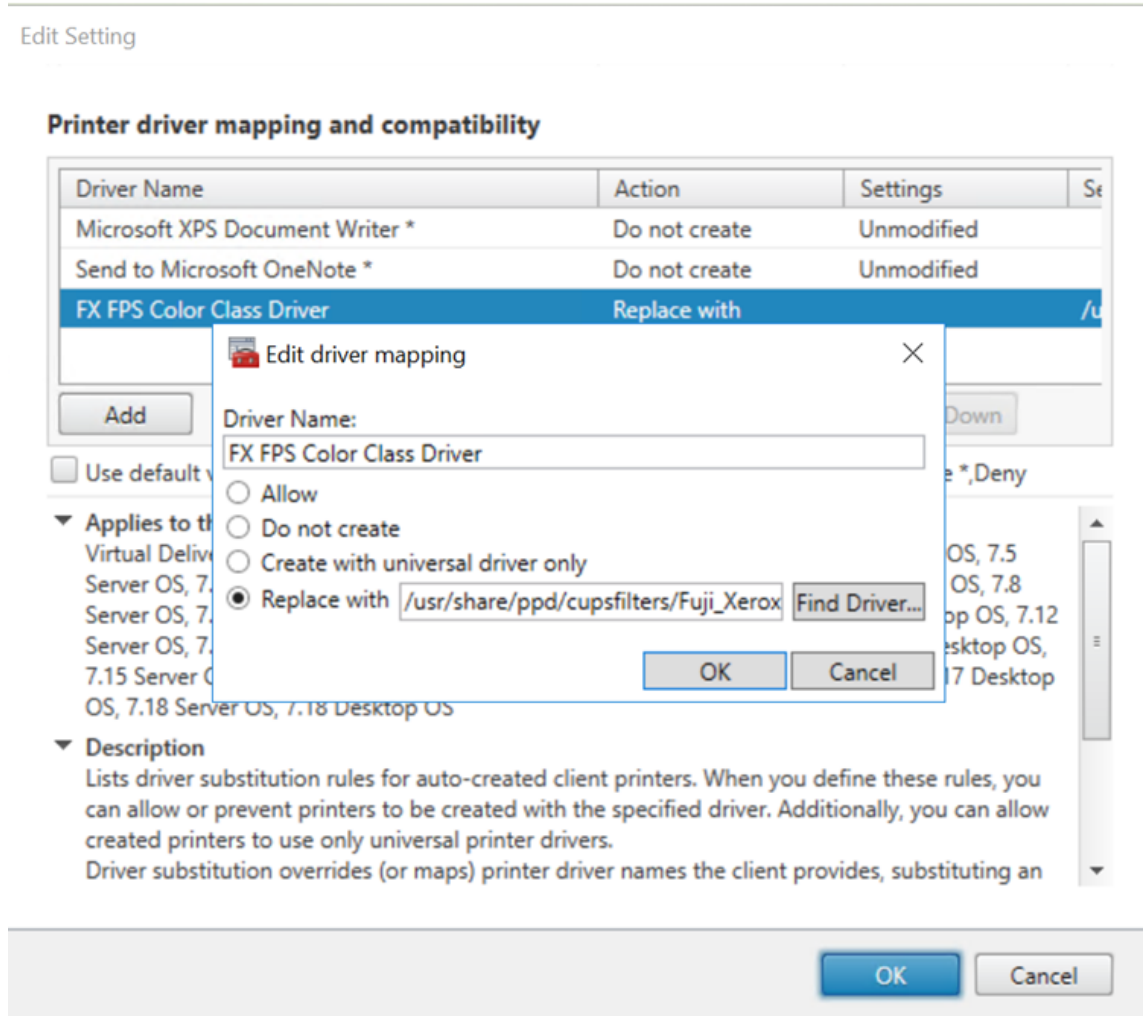 Edit Setting
Printer driver mapping and compatibility
Driver Name Action Settings
Microsoft XPS Document Writer * Do not create Unmodified
Send to Microsoft OneNote * Do not create Unmodified
FX FPS Color Class Driver Replace with /u
Edit driver mapping
Add Down
Driver Name:
FX FPS Color Class Driver
Use default *,Deny
Allow
Applies to
Do not create
Virtual OS, 7.5
Create with universal driver only
Server OS, 7. OS, 7.8
Replace with /usr/share/ppd/cupsfilters/Fuji_Xerox Find Driver...
Server OS, 7. OS, 7.12
Server OS, 7. OS,
OK Cancel
7.15 Server 17 Desktop
OS, 7.18 Server OS, 7.18 Desktop OS
Description
Lists driver substitution rules for auto-created client printers. When you define these rules, you
can allow or prevent printers to be created with the specified driver. Additionally, you can allow
created printers to use only universal printer drivers.
Driver substitution overrides (or maps) printer driver names the client provides, substituting an
OK Cancel